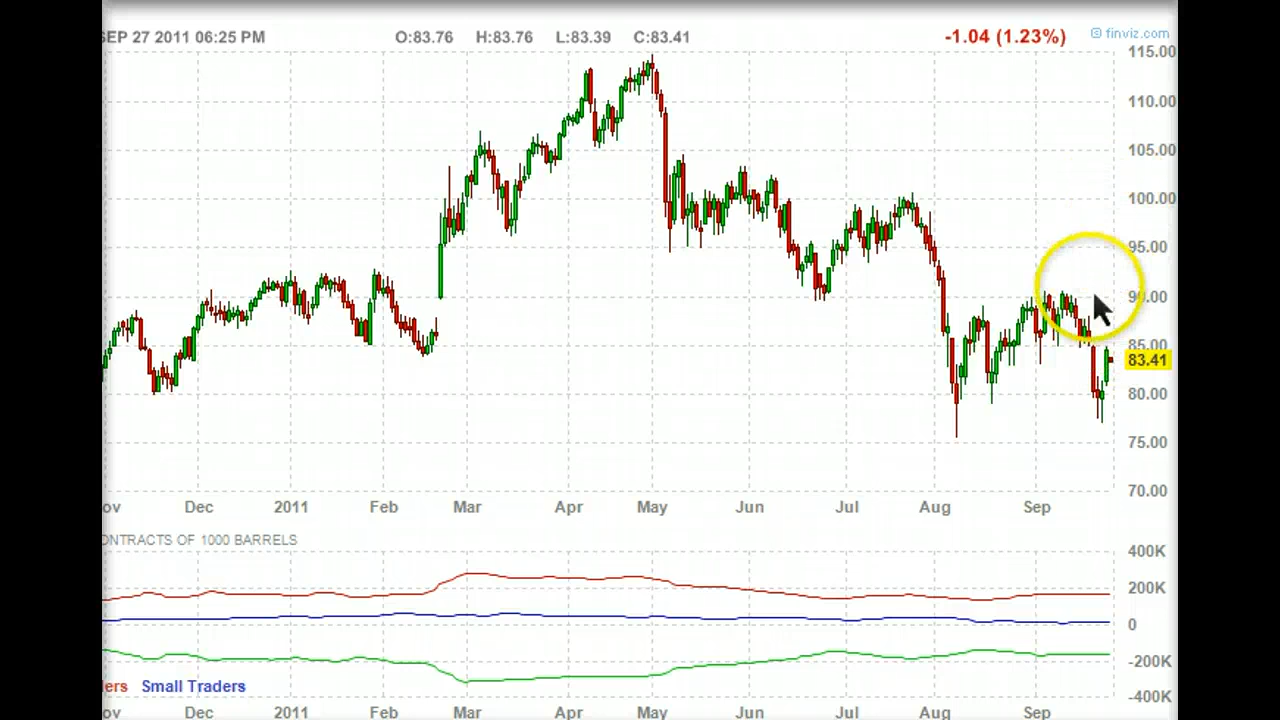 SEP 27 2011 06:25 PM O:83.76 H:83.76 L:83.39 C:83.41 -1.04 (1.23%) © finviz.com
115.00
110.00
105.00
100.00
95.00
90.00
85.00
83.41
80.00
75.00
70.00
ov Dec 2011 Feb Mar Apr May Jun Jul Aug Sep
ONTRACTS OF 1000 BARRELS
400K
200K
0
-200K
ders Small Traders
-400K
ov Dec 2011 Feb Mar Apr May Jun Jul Aug Sep